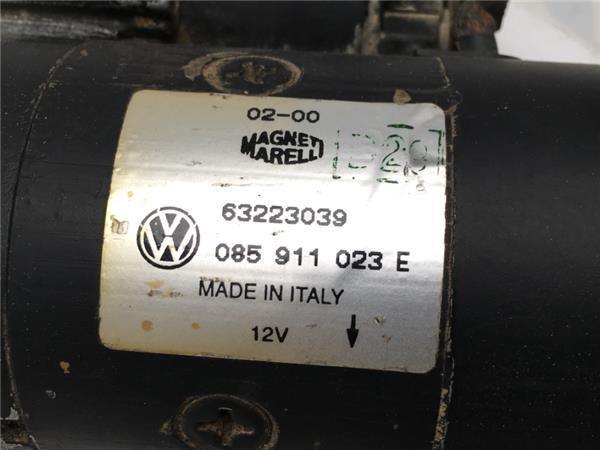 02-00
MAGNETI
MARELLI
63223039
085 911 023 E
MADE IN ITALY
12V